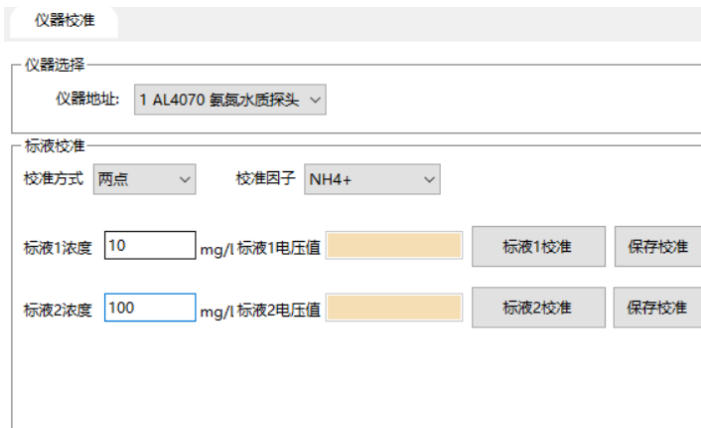 仪器校准
仪器选择
仪器地址: 1 AL4070 氨氮水质探头
标液校准
校准方式 两点 校准因子 NH4+
标液1浓度 10 mg/l 标液1电压值 标液1校准 保存校准
标液2浓度 100 mg/l 标液2电压值 标液2校准 保存校准